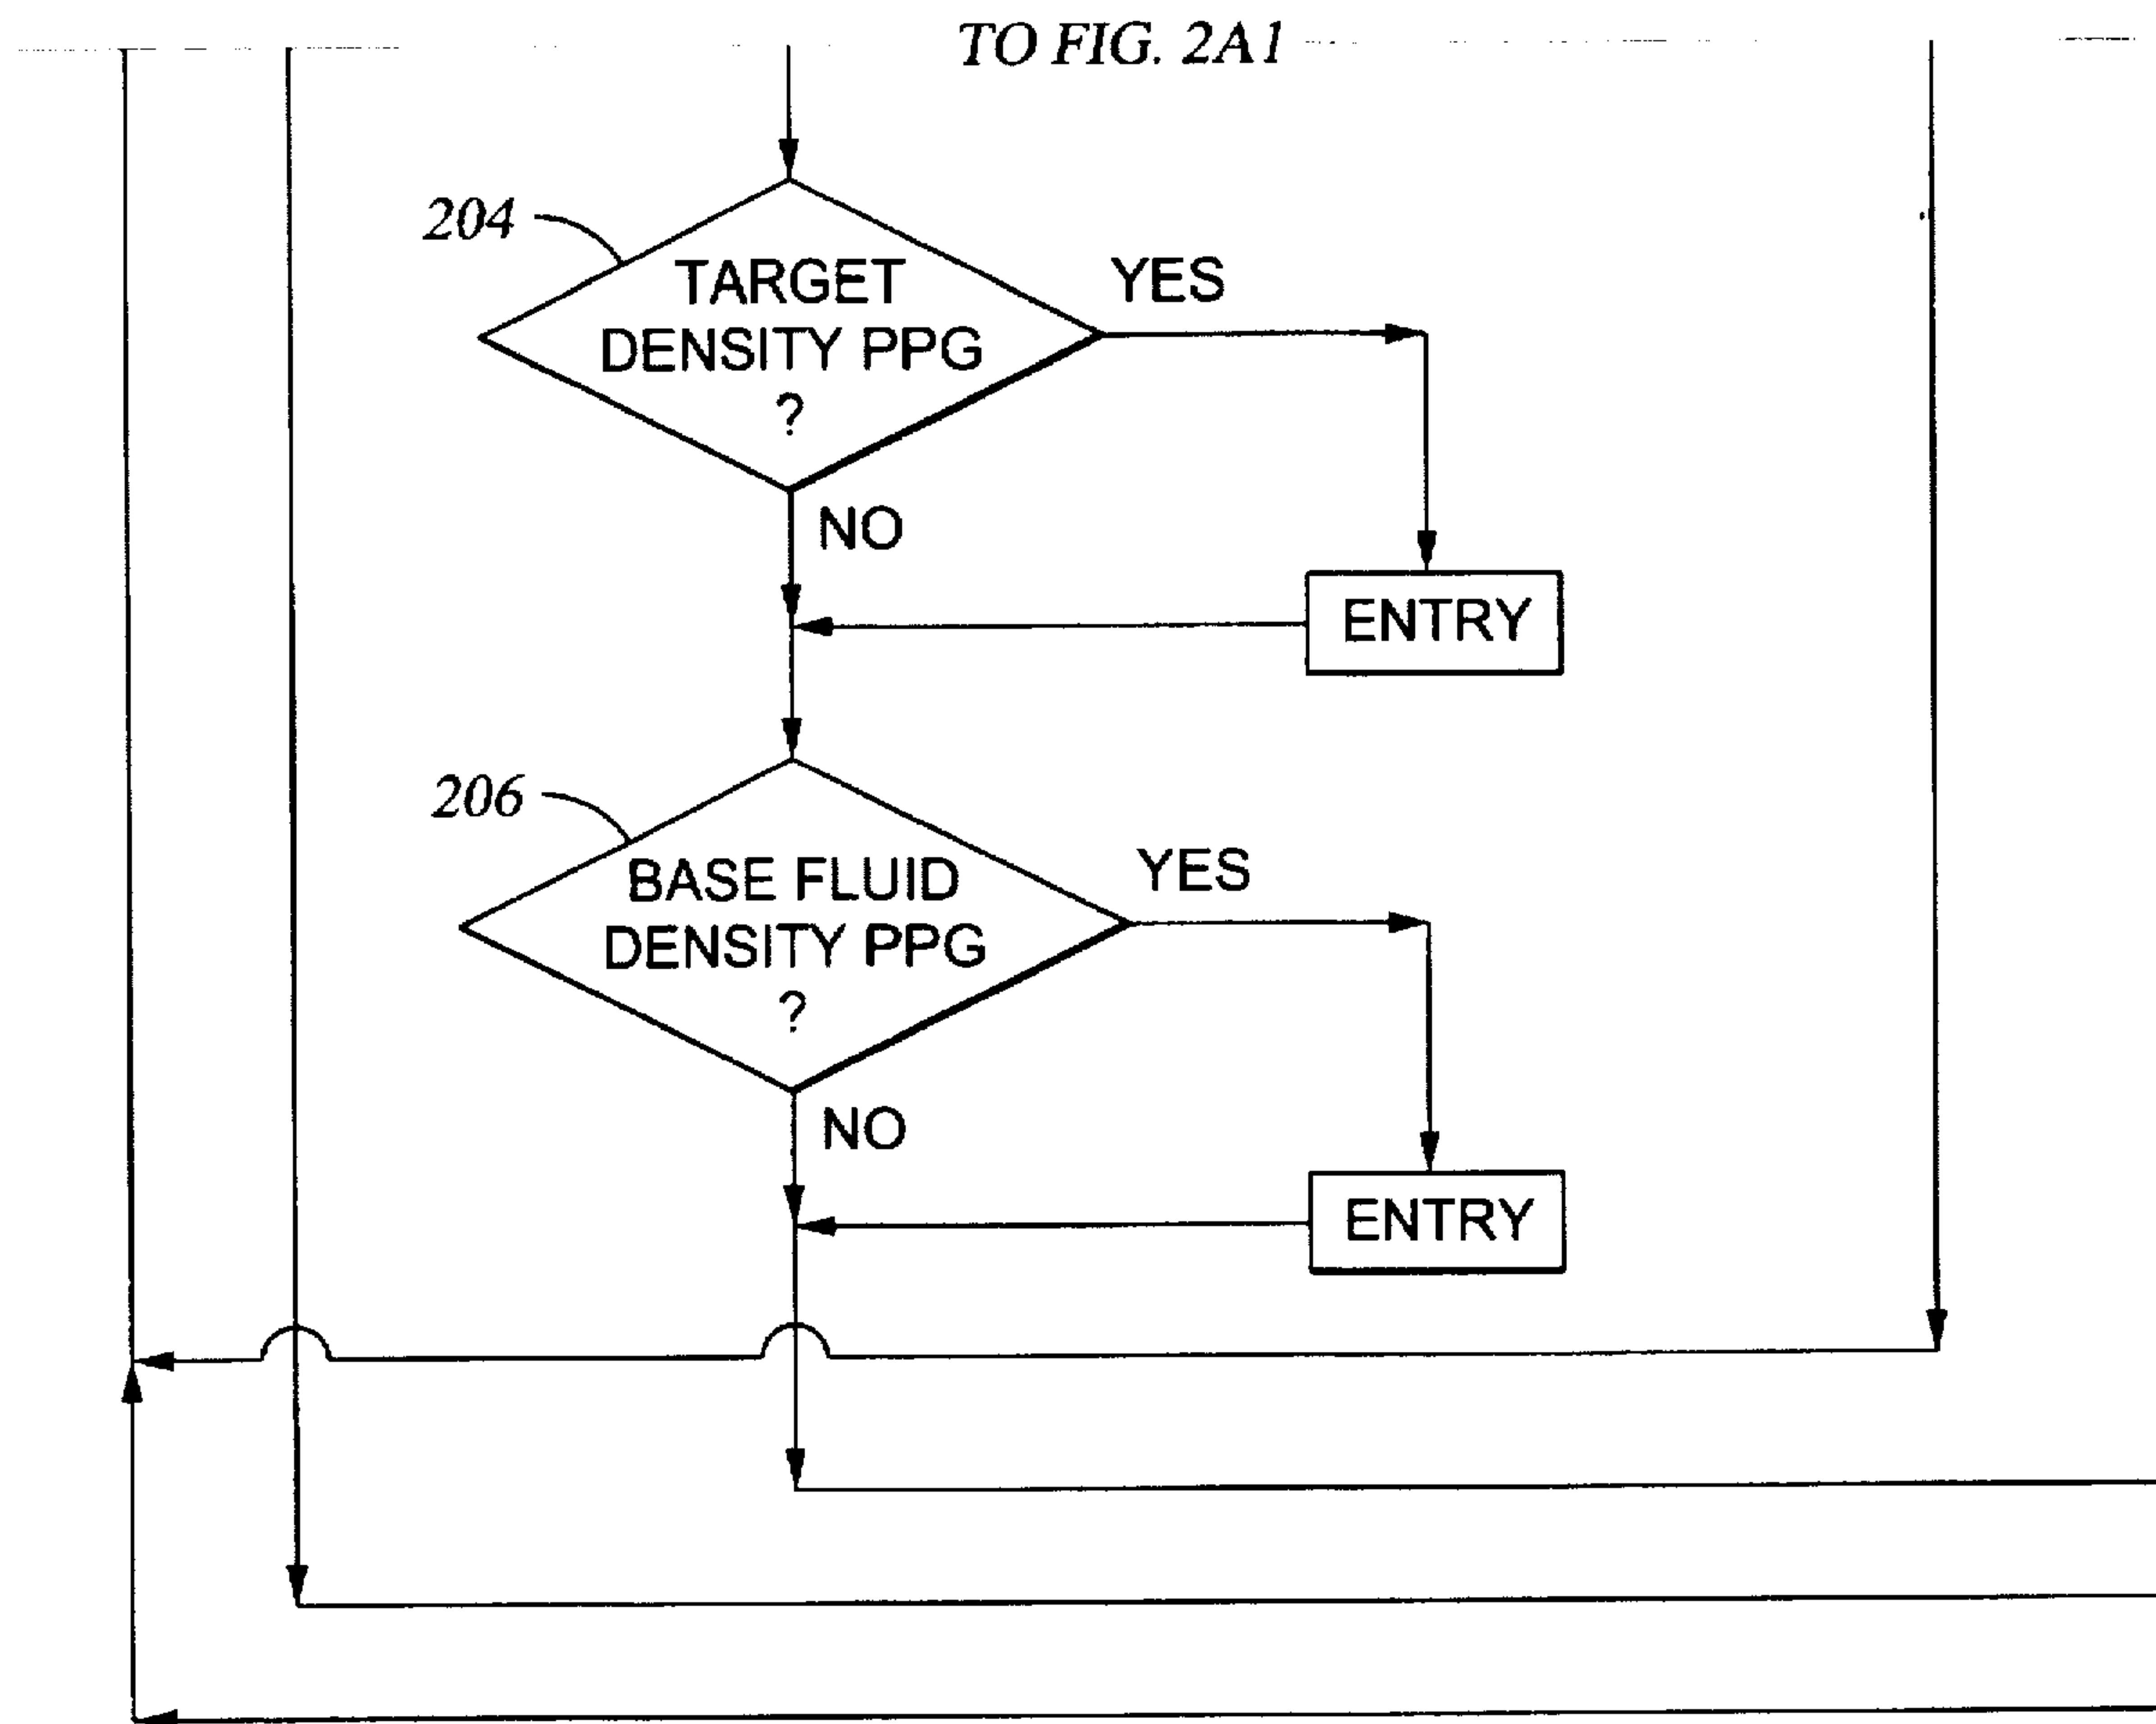 TO FIG. 2A1
204
TARGET
DENSITY PPG
?
YES
NO
ENTRY
206
BASE FLUID
DENSITY PPG
?
YES
NO
ENTRY